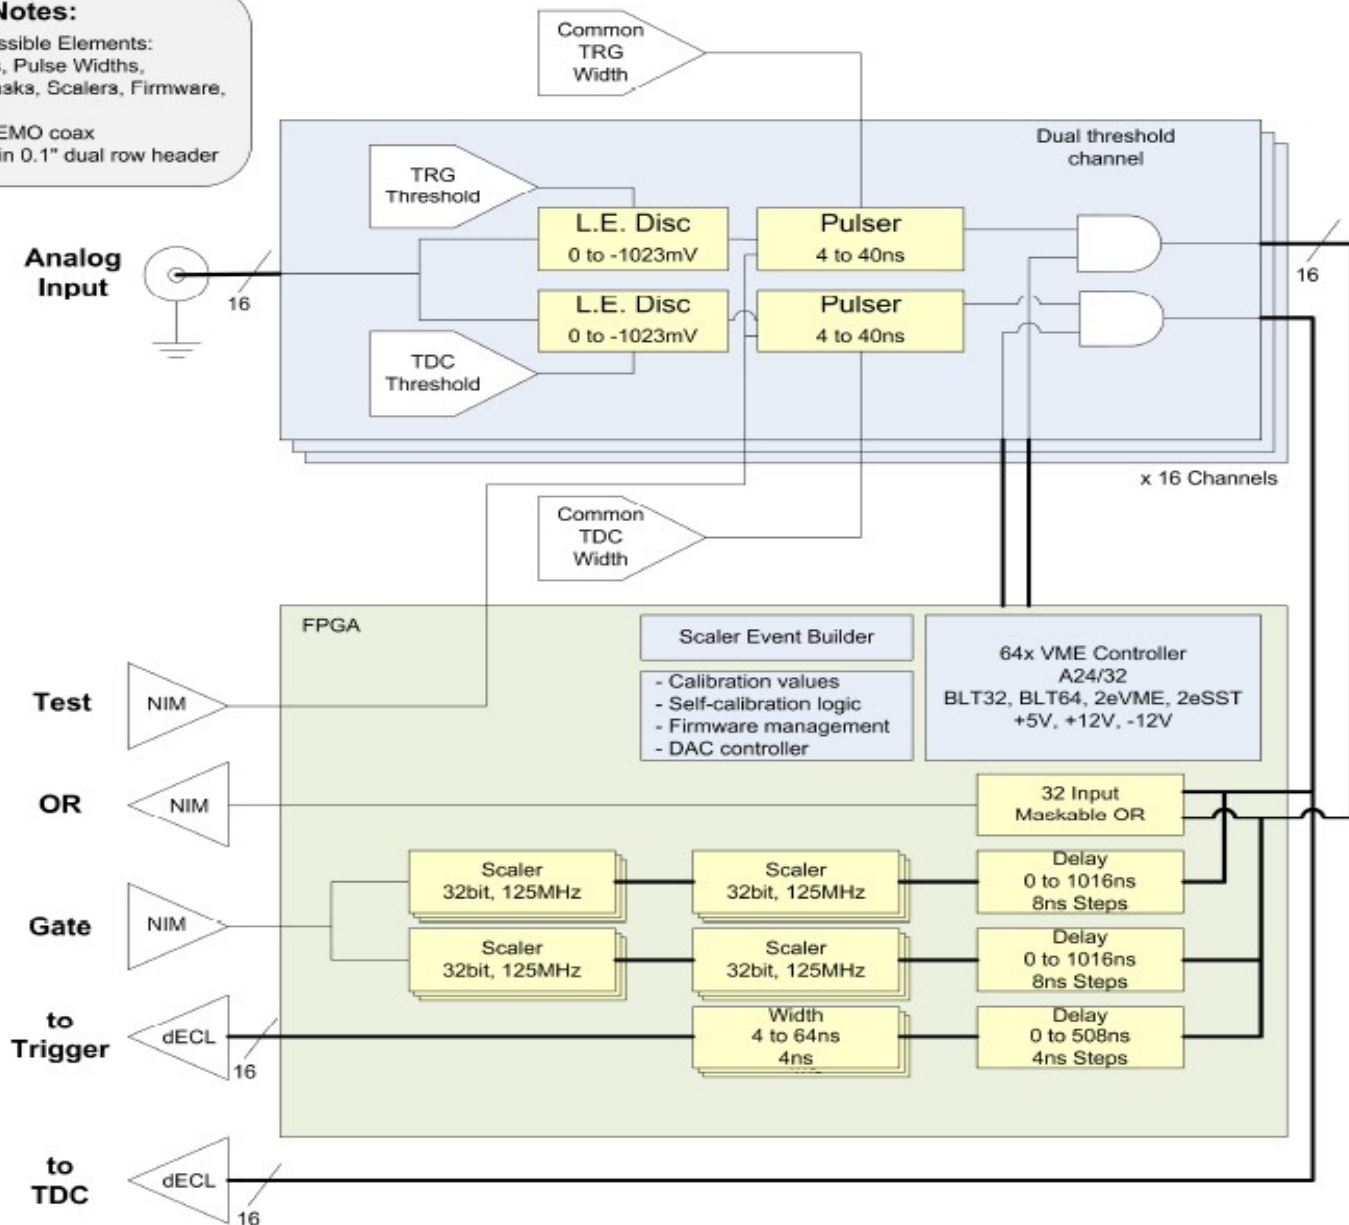 Notes:
Elements:
Pulse Widths,
Scalers, Firmware,
coax
in 0.1" dual row header
Common
TRG
Width
Dual threshold
channel
TRG
Threshold
L.E. Disc
0 to -1023mV
Pulser
4 to 40ns
Analog
Input
16
16
L.E. Disc
0 to -1023mV
Pulser
4 to 40ns
TDC
Threshold
x 16 Channels
Common
TDC
Width
FPGA
Scaler Event Builder
64x VME Controller
A24/32
BLT32, BLT64, 2eVME, 2eSST
+5V, +12V, -12V
- Calibration values
- Self-calibration logic
- Firmware management
- DAC controller
Test
NIM
OR
NIM
32 Input
Maskable OR
Scaler
32bit, 125MHz
Scaler
32bit, 125MHz
Delay
0 to 1016ns
8ns Steps
Gate
NIM
Scaler
32bit, 125MHz
Scaler
32bit, 125MHz
Delay
0 to 1016ns
8ns Steps
to
Trigger
dECL
16
Width
4 to 64ns
4ns
Delay
0 to 508ns
4ns Steps
to
TDC
dECL
16